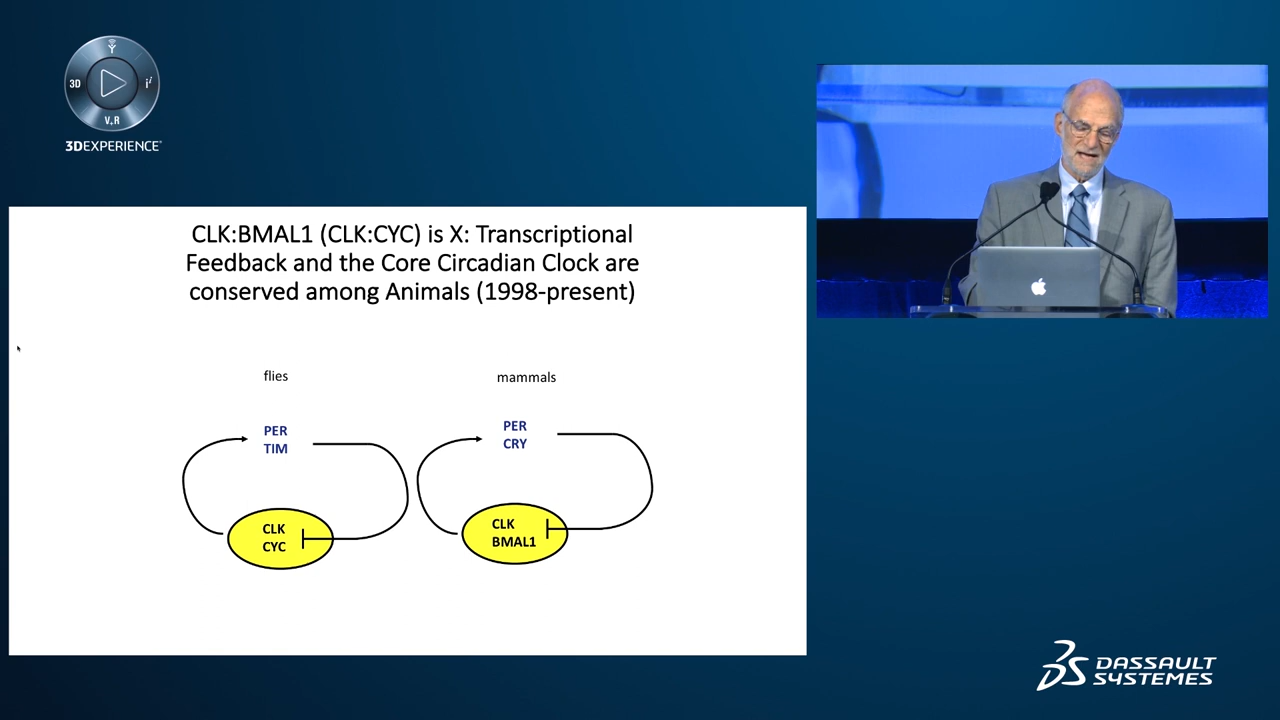 3D
V,R
i
3DEXPERIENCE
CLK:BMAL1 (CLK:CYC) is X: Transcriptional
Feedback and the Core Circadian Clock are
conserved among Animals (1998-present)
flies
mammals
PER
TIM
PER
CRY
CLK
CYC
CLK
BMAL1
DASSAULT
SYSTEMES